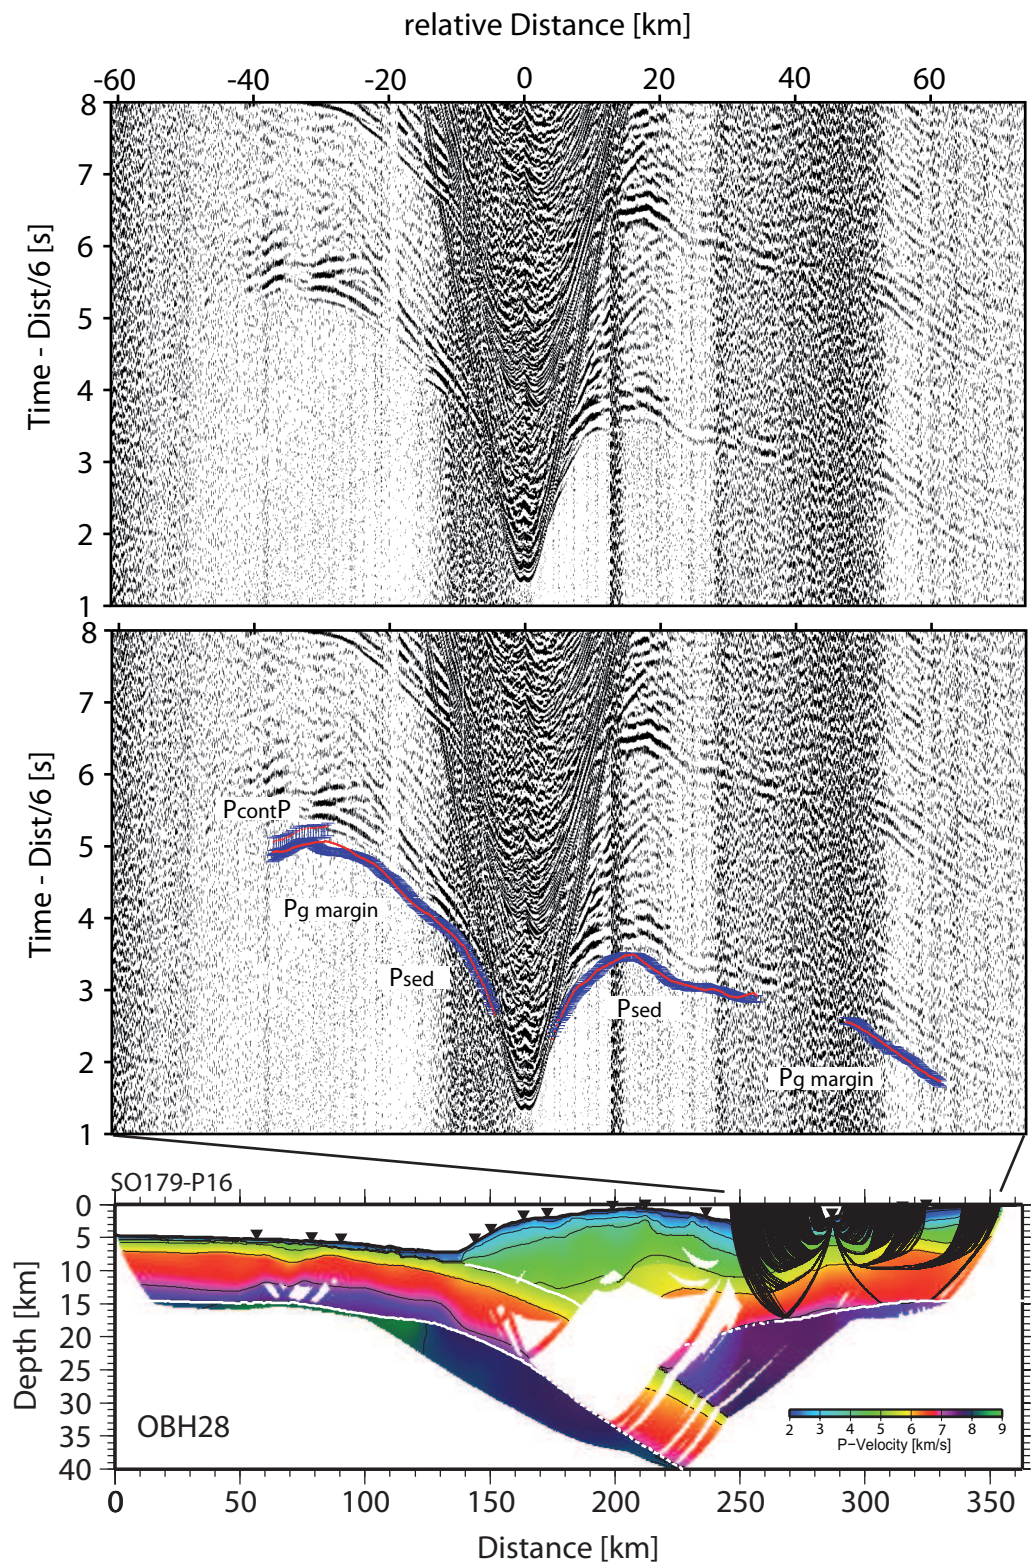 relative Distance [km]
-60 -40 -20 0 20 40 60
8
7
6
5
4
3
2
1
Time - Dist/6 [s]
8
7
6
5
4
3
2
1
Time - Dist/6 [s]
PcontP
Pg margin
Psed
Psed
Pg margin
SO179-P16
0
5
10
15
20
25
30
35
40
Depth [km]
OBH28
2 3 4 5 6 7 8 9
P-Velocity [km/s]
0 50 100 150 200 250 300 350
Distance [km]